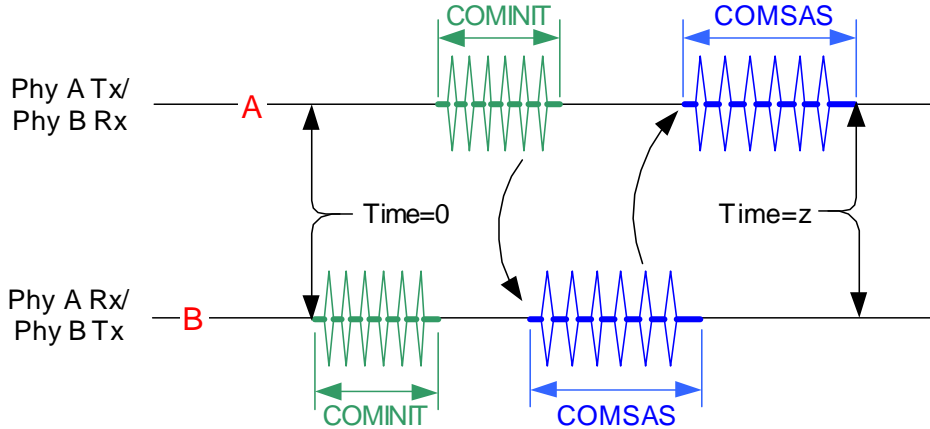 COMINIT
COMSAS
Phy A Tx/
Phy B Rx
A
Time=0
Time=z
Phy A Rx/
Phy B Tx
B
COMINIT
COMSAS